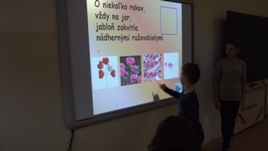 O niekoľko rokov,
vždy na jar,
jabloň zakvitla
nádhernými ružovobielymi
.